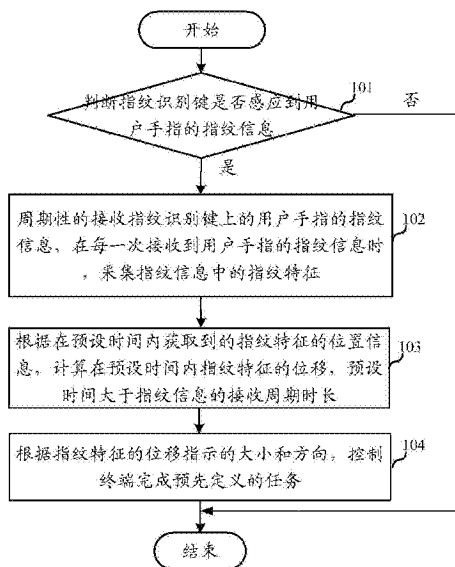 开始
判断指纹识别键是否感应到用
户手指的指纹信息
101
否
是
周期性的接收指纹识别键上的用户手指的指纹
信息，在每一次接收到用户手指的指纹信息时
，采集指纹信息中的指纹特征
102
根据在预设时间内获取到的指纹特征的位置信
息，计算在预设时间内指纹特征的位移，预设
时间大于指纹信息的接收周期时长
103
根据指纹特征的位移指示的大小和方向，控制
终端完成预先定义的任务
104
结束